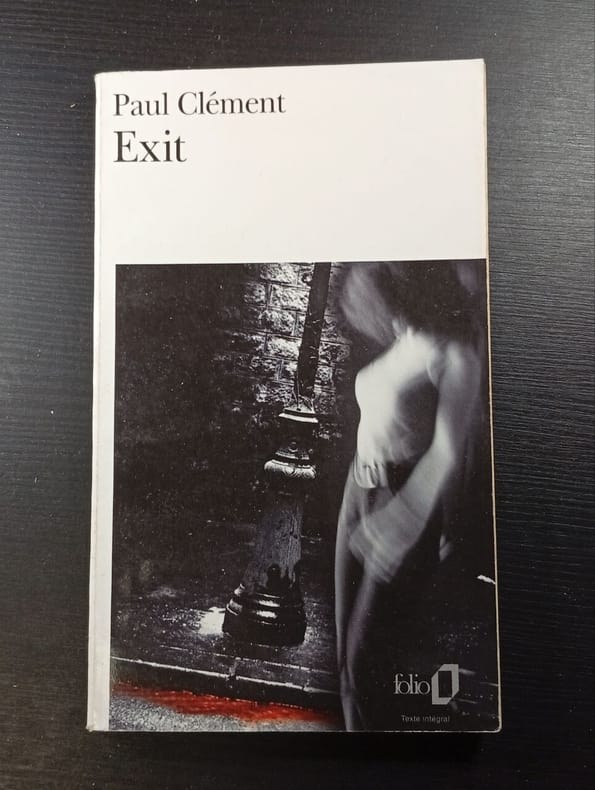 Paul Clément
Exit
folio
Texte intégral